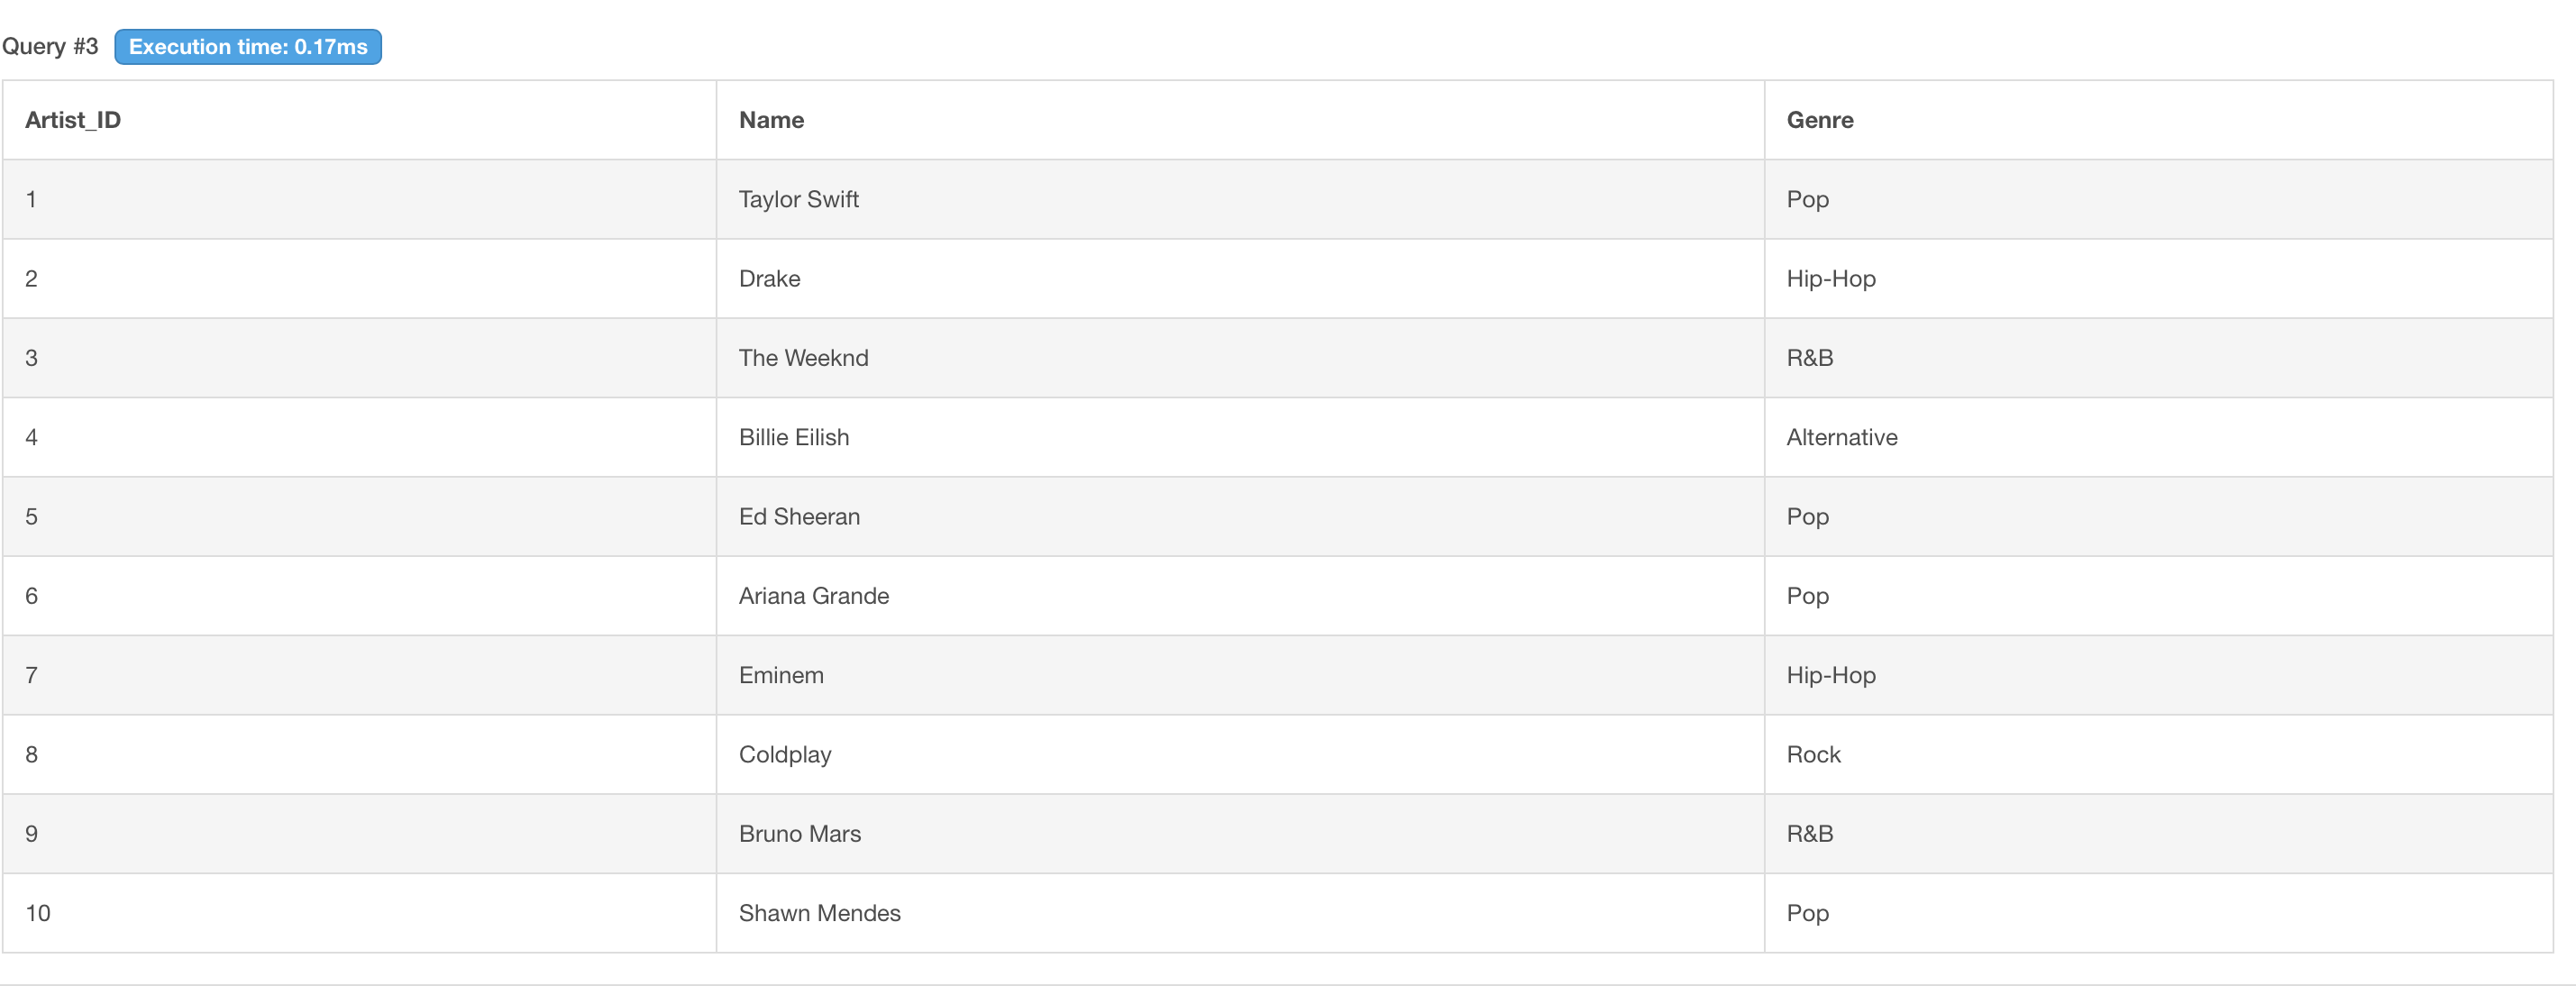 Query #3 Execution time: 0.17ms
Artist_ID Name Genre
1 Taylor Swift Pop
2 Drake Hip-Hop
3 The Weeknd R&B
4 Billie Eilish Alternative
5 Ed Sheeran Pop
6 Ariana Grande Pop
7 Eminem Hip-Hop
8 Coldplay Rock
9 Bruno Mars R&B
10 Shawn Mendes Pop